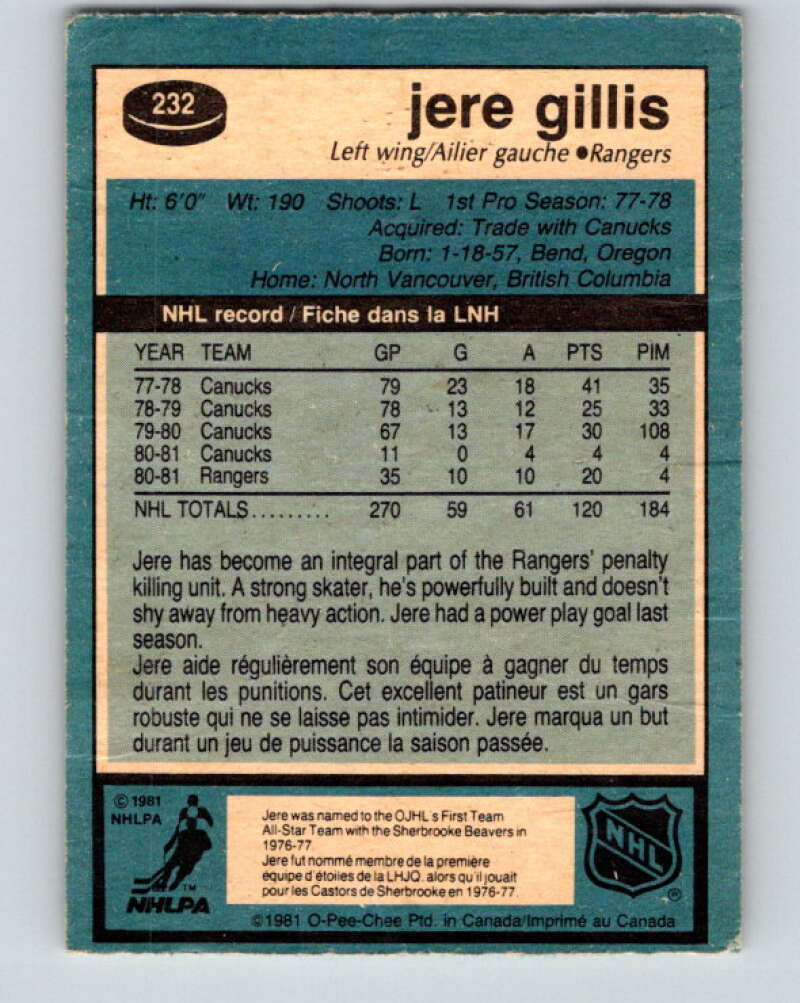 232
jere gillis
Left wing/Ailier gauche ●Rangers
Ht: 6'0" Wt: 190 Shoots: L 1st Pro Season: 77-78
Acquired: Trade with Canucks
Born: 1-18-57, Bend, Oregon
Home: North Vancouver, British Columbia
NHL record / Fiche dans la LNH
YEAR TEAM GP G A PTS PIM
77-78 Canucks 79 23 18 41 35
78-79 Canucks 78 13 12 25 33
79-80 Canucks 67 13 17 30 108
80-81 Canucks 11 0 4 4 4
80-81 Rangers 35 10 10 20 4
NHL TOTALS......... 270 59 61 120 184
Jere has become an integral part of the Rangers' penalty
killing unit. A strong skater, he's powerfully built and doesn't
shy away from heavy action. Jere had a power play goal last
season.
Jere aide régulièrement son équipe à gagner du temps
durant les punitions. Cet excellent patineur est un gars
robuste qui ne se laisse pas intimider. Jere marqua un but
durant un jeu de puissance la saison passée.
© 1981
NHLPA
TM
NHLPA
Jere was named to the OJHL's First Team
All-Star Team with the Sherbrooke Beavers in
1976-77.
Jere fut nommé membre de la première
équipe d'étoiles de la LHJQ. alors qu'il jouait
pour les Castors de Sherbrooke en 1976-77.
NHL
®
©1981 O-Pee-Chee Ptd. in Canada/Imprimé au Canada